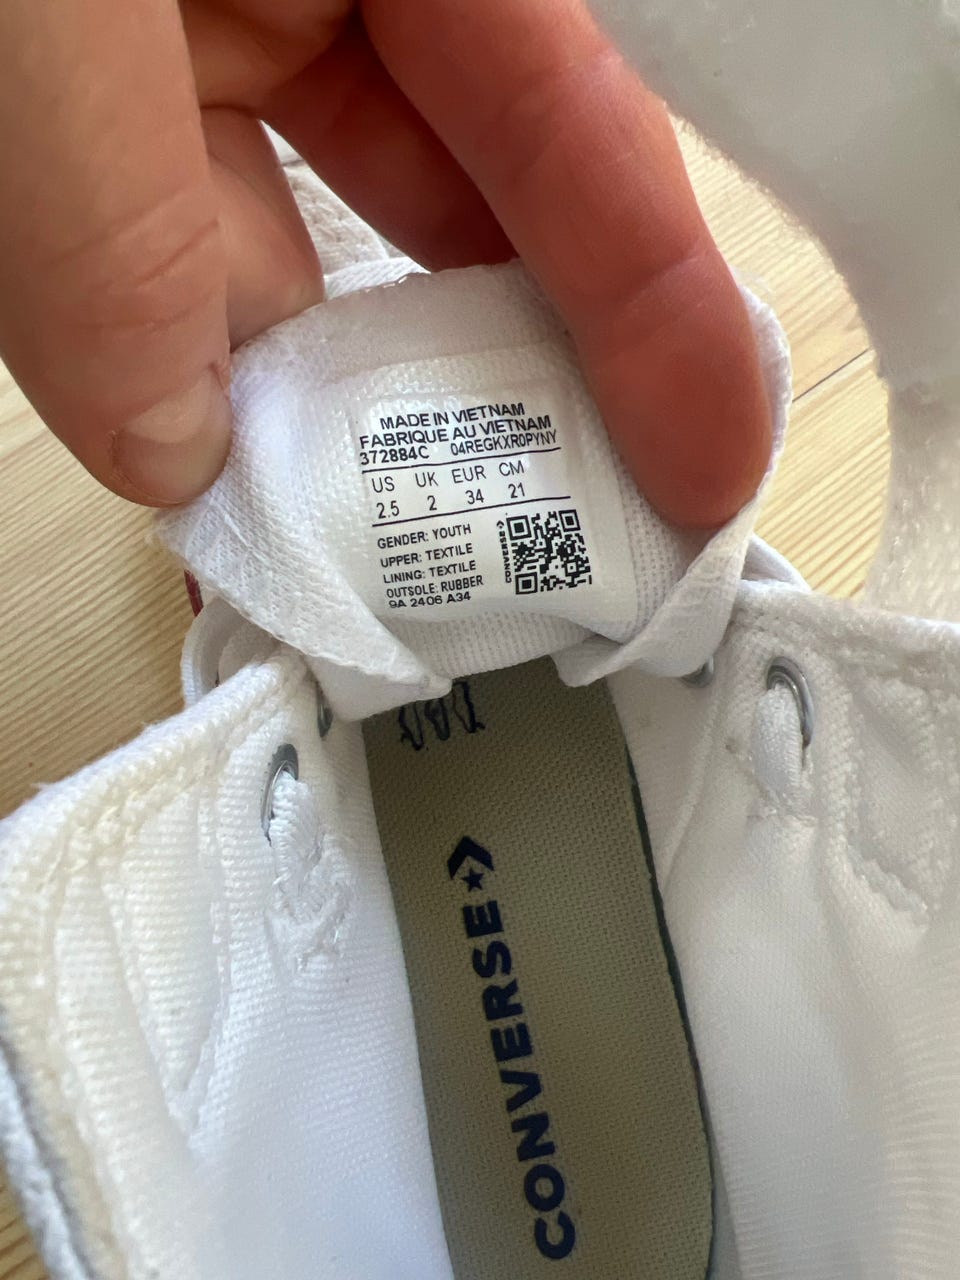 MADE IN VIETNAM
FABRIQUE AU VIETNAM
372884C 04REGKXR0PYNY
US UK EUR CM
2.5 2 34 21
GENDER: YOUTH
UPPER: TEXTILE
LINING: TEXTILE
OUTSOLE: RUBBER
9A 2406 A34
CONVERSE
CONVERSE